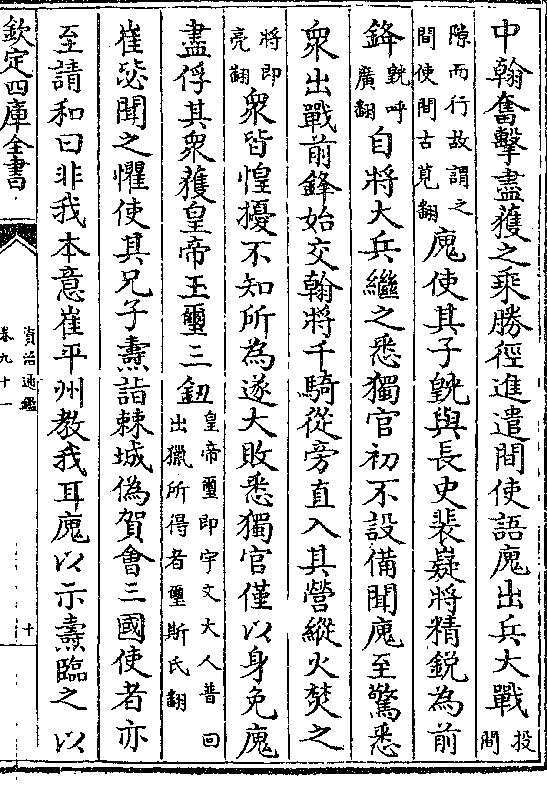 中翰奮擊盡獲之乘勝徑進遣間使語廆出兵大戰投間
隙而行故謂之間使間古莧翻廆使其子皝與長史裴嶷將精銳為前
鋒皝呼廣翻自將大兵繼之悉獨官初不設備聞廆至驚悉
衆出戰前鋒始交翰將千騎從旁直入其營縱火焚之
將即亮翻衆皆惶擾不知所為遂大敗悉獨官僅以身免廆
盡俘其衆獲皇帝玉璽三鈕皇帝璽即宇文大人普回出獵所得者璽斯氏翻
崔毖聞之懼使其兄子燾詣棘城偽賀會三國使者亦
至請和曰非我本意崔平州教我耳廆以示燾臨之以
欽定四庫全書
資治通鑑
卷九十一
十